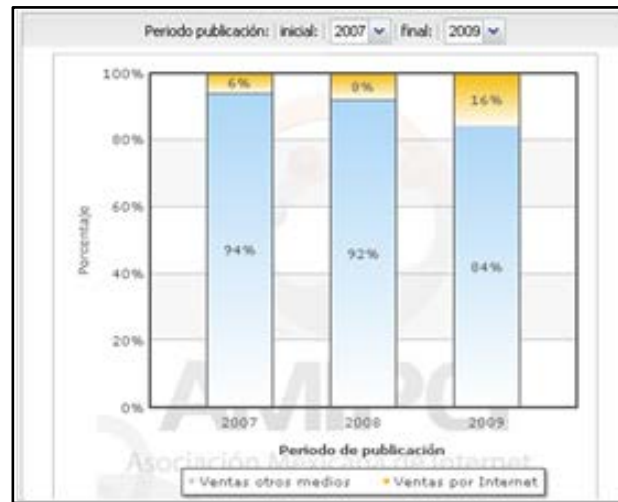 Periodo publicación: inicial: 2007 final: 2009
100%
6% 8% 16%
80%
60%
Porcentaje
94% 92% 84%
40%
20%
0%
AMIPCI
2007 2008 2009
Periodo de publicación
Asociación Mexicana de Internet
Ventas otros medios Ventas por Internet